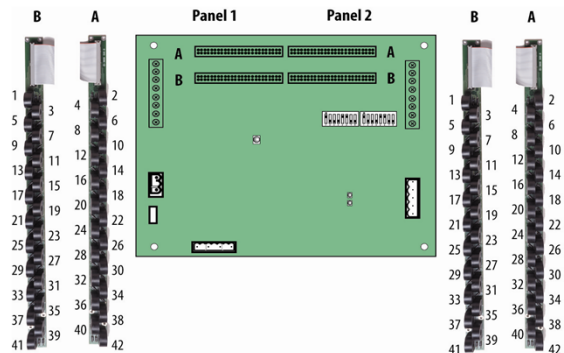 B A Panel 1 Panel 2 B A
A A
B B
1 2 1 2
3 4 3 4
5 6 5 6
7 8 7 8
9 10 9 10
11 12 11 12
13 14 13 14
15 16 15 16
17 18 17 18
19 20 19 20
21 22 21 22
23 24 23 24
25 26 25 26
27 28 27 28
29 30 29 30
31 32 31 32
33 34 33 34
35 36 35 36
37 38 37 38
39 40 39 40
41 42 41 42